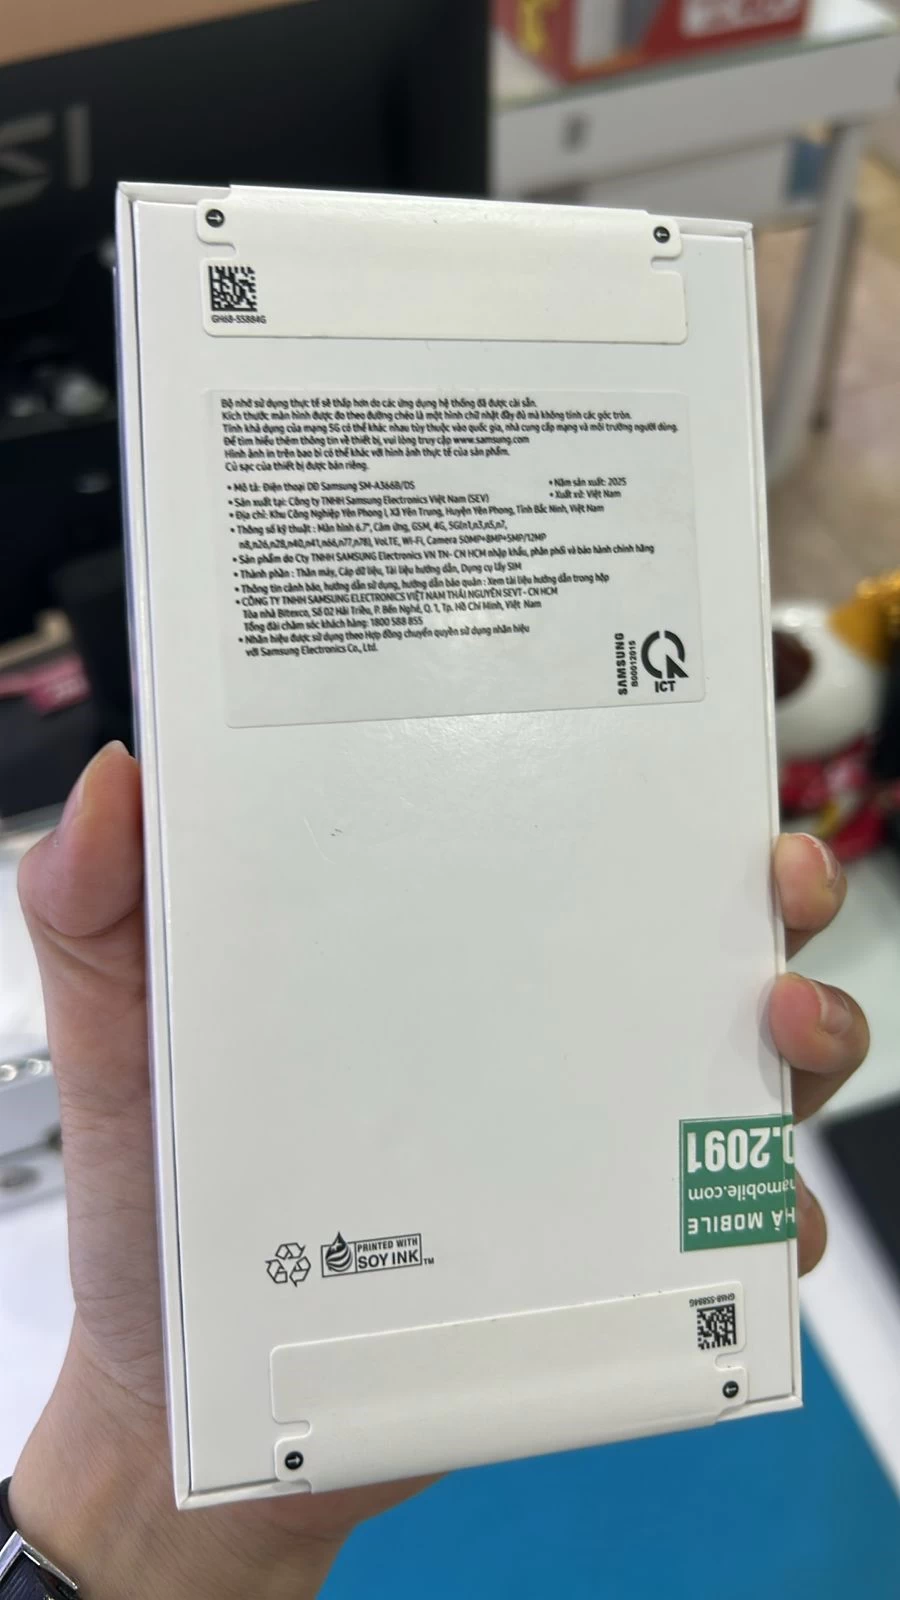 SI
GH68-55884G
Bộ nhớ sử dụng thực tế sẽ thấp hơn do các ứng dụng hệ thống đã được cài sẵn.
Kích thước màn hình được đo theo đường chéo là một hình chữ nhật đầy đủ mà không tính các góc tròn.
Tính khả dụng của mạng 5G có thể khác nhau tùy thuộc vào quốc gia, nhà cung cấp mạng và môi trường người dùng.
Để tìm hiểu thêm thông tin về thiết bị, vui lòng truy cập www.samsung.com
Hình ảnh in trên bao bì có thể khác với hình ảnh thực tế của sản phẩm.
Củ sạc của thiết bị được bán riêng.
• Mô tả: Điện thoại DĐ Samsung SM-A366B/DS
• Năm sản xuất: 2025
• Sản xuất tại: Công ty TNHH Samsung Electronics Việt Nam (SEV)
• Xuất xứ: Việt Nam
• Địa chỉ: Khu Công Nghiệp Yên Phong I, Xã Yên Trung, Huyện Yên Phong, Tỉnh Bắc Ninh, Việt Nam
• Thông số kỹ thuật : Màn hình 6.7", Cảm ứng, GSM, 4G, 5G(n1,n3,n5,n7,
n8,n26,n28,n40,n41,n66,n77,n78), VoLTE, Wi-Fi, Camera 50MP+8MP+5MP/12MP
• Sản phẩm do Cty TNHH SAMSUNG Electronics VN TN- CN HCM nhập khẩu, phân phối và bảo hành chính hãng
• Thành phần : Thân máy, Cáp dữ liệu, Tài liệu hướng dẫn, Dụng cụ lấy SIM
• Thông tin cảnh báo, hướng dẫn sử dụng, hướng dẫn bảo quản : Xem tài liệu hướng dẫn trong hộp
• CÔNG TY TNHH SAMSUNG ELECTRONICS VIỆT NAM THÁI NGUYÊN SEVT - CN HCM
Tòa nhà Bitexco, Số 02 Hải Triều, P. Bến Nghé, Q. 1, Tp. Hồ Chí Minh, Việt Nam
Tổng đài chăm sóc khách hàng: 1800 588 855
• Nhãn hiệu được sử dụng theo Hợp đồng chuyển quyền sử dụng nhãn hiệu
với Samsung Electronics Co., Ltd.
SAMSUNG
B00012015
ICT
HÀ MOBILE
hamobile.com
0.2091
PRINTED WITH
SOY INK™
GH68-55884G